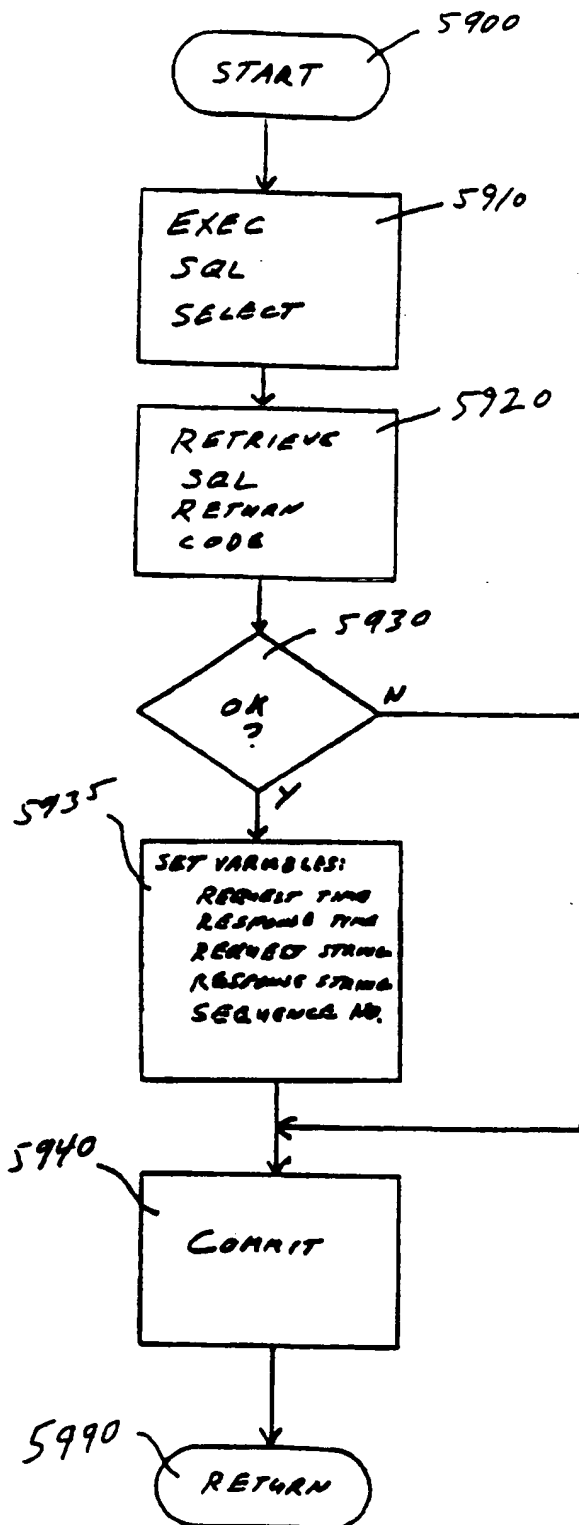 5900
START
5910
EXEC
SQL
SELECT
5920
RETRIEVE
SQL
RETURN
CODE
5930
OK
?
N
Y
5935
SET VARIABLES:
REQUEST TIME
RESPONSE TIME
REQUEST STRING
RESPONSE STRING
SEQUENCE NO.
5940
COMMIT
5990
RETURN